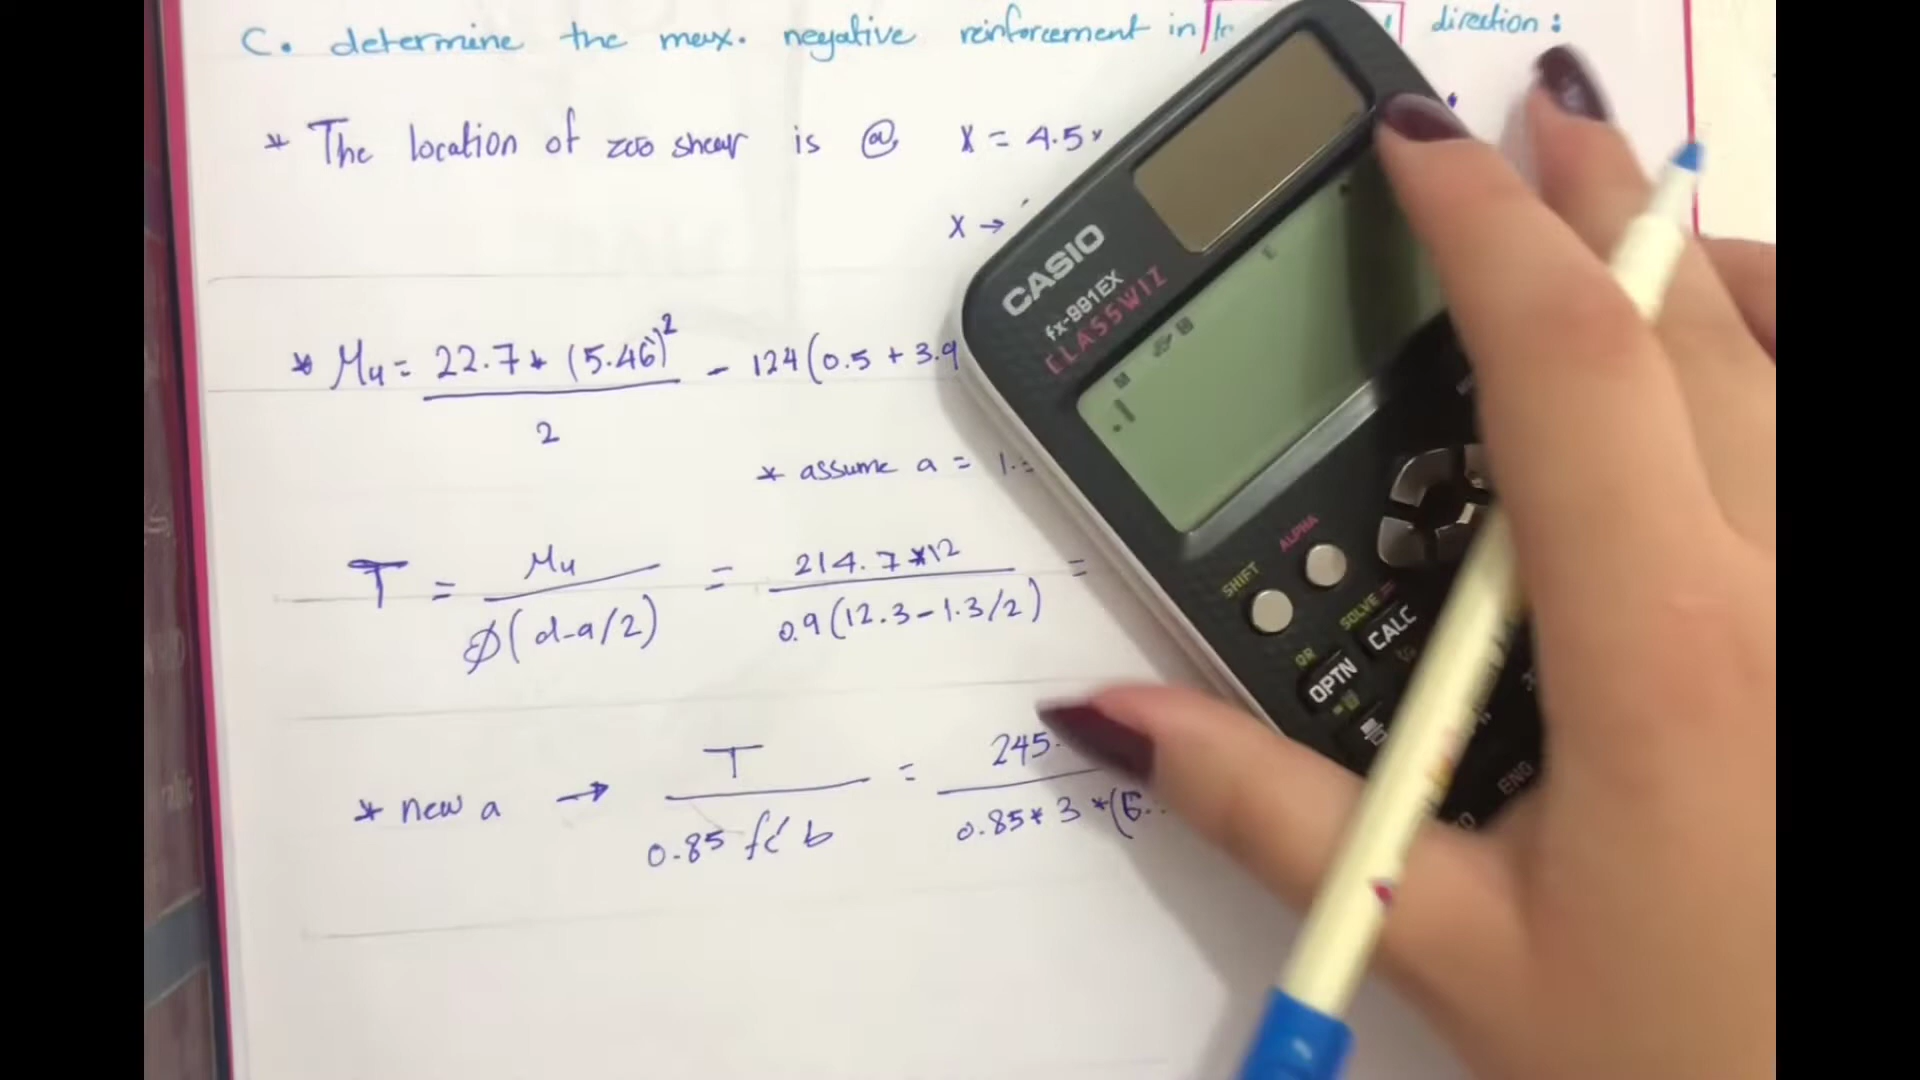 C. determine the max. negative reinforcement in direction :
* The location of zero shear is @ X = 4.5*
X →
* Mu = 22.7 * (5.46)² / 2 - 124 (0.5 + 3.9
* assume a = 1.
T = Mu / ∅(d-a/2) = 214.7*12 / 0.9(12.3-1.3/2) =
* new a → T / 0.85 fc' b = 245. / 0.85* 3 *(
CASIO
fx-991EX
CLASSWIZ
SHIFT
ALPHA
SOLVE =
CALC
QR
OPTN
ENG